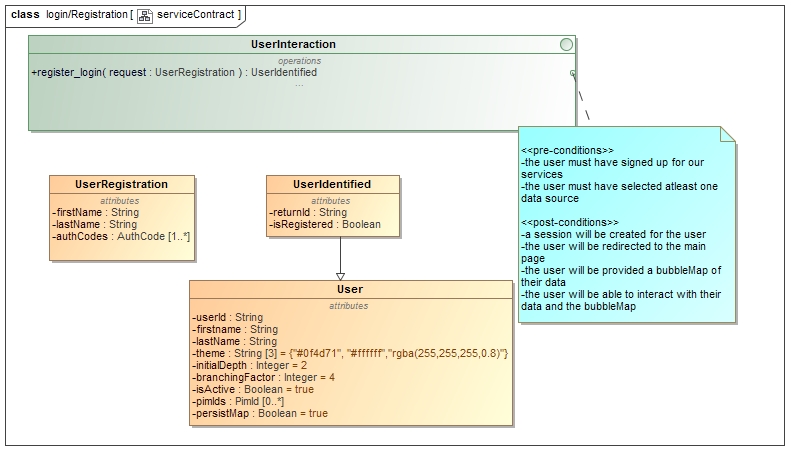 class login/Registration [ serviceContract ]
UserInteraction
operations
+register_login( request : UserRegistration ) : UserIdentified
...
<<pre-conditions>>
-the user must have signed up for our
services
-the user must have selected atleast one
data source
<<post-conditions>>
-a session will be created for the user
-the user will be redirected to the main
page
-the user will be provided a bubbleMap of
their data
-the user will be able to interact with their
data and the bubbleMap
UserRegistration
attributes
-firstName : String
-lastName : String
-authCodes : AuthCode [1..*]
UserIdentified
attributes
-returnId : String
-isRegistered : Boolean
User
attributes
-userId : String
-firstname : String
-lastName : String
-theme : String [3] = {"#0f4d71", "#ffffff","rgba(255,255,255,0.8)"}
-initialDepth : Integer = 2
-branchingFactor : Integer = 4
-isActive : Boolean = true
-pimIds : PimId [0..*]
-persistMap : Boolean = true